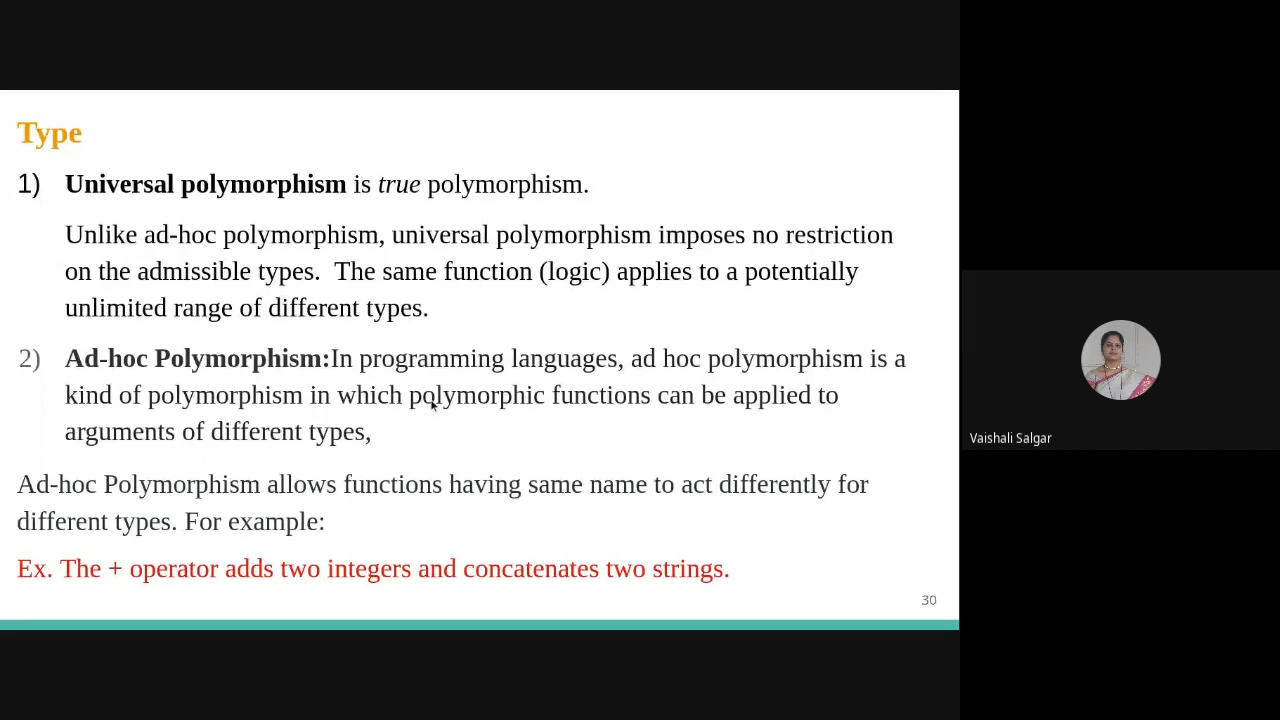 Type
1) Universal polymorphism is true polymorphism.
Unlike ad-hoc polymorphism, universal polymorphism imposes no restriction
on the admissible types. The same function (logic) applies to a potentially
unlimited range of different types.
2) Ad-hoc Polymorphism:In programming languages, ad hoc polymorphism is a
kind of polymorphism in which polymorphic functions can be applied to
arguments of different types,
Ad-hoc Polymorphism allows functions having same name to act differently for
different types. For example:
Ex. The + operator adds two integers and concatenates two strings.
30
Vaishali Salgar